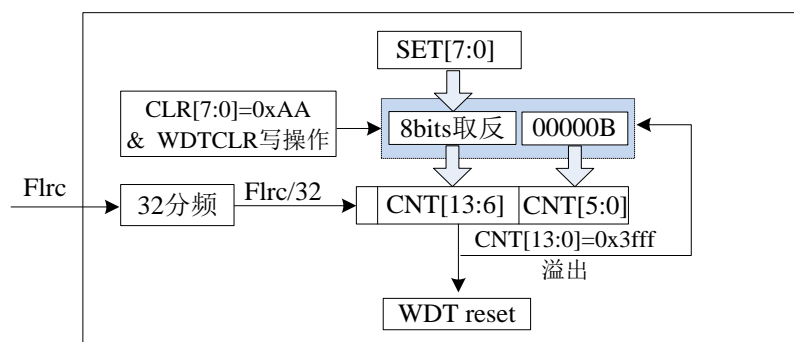 SET[7:0]
CLR[7:0]=0xAA
& WDTCLR写操作
8bits取反
00000B
Flrc
32分频
Flrc/32
CNT[13:6]
CNT[5:0]
CNT[13:0]=0x3fff
溢出
WDT reset